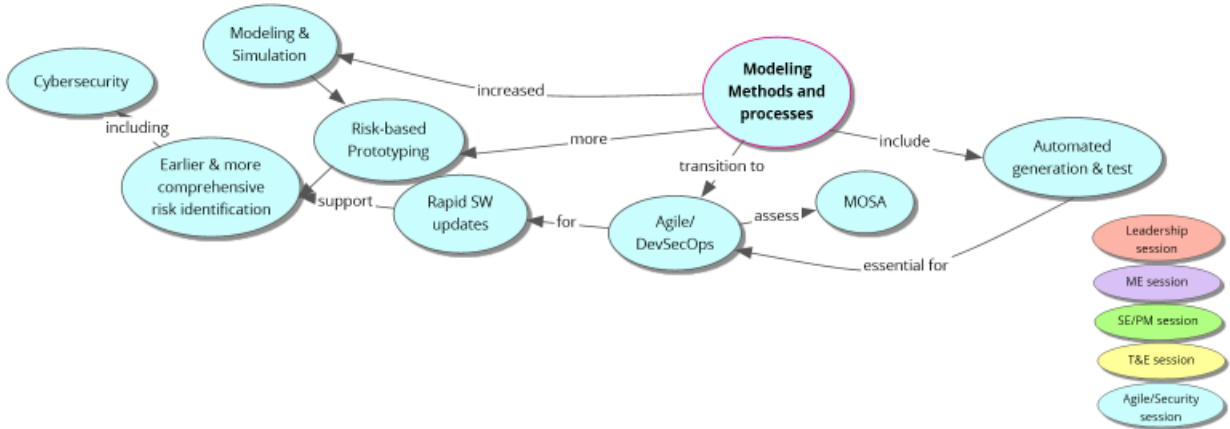 Modeling &
Simulation
Cybersecurity
Modeling
Methods and
processes
increased
including
Risk-based
Prototyping
more
include
Automated
generation & test
transition to
Earlier & more
comprehensive
risk identification
support
Rapid SW
updates
for
Agile/
DevSecOps
assess
MOSA
essential for
Leadership
session
ME session
SE/PM session
T&E session
Agile/Security
session